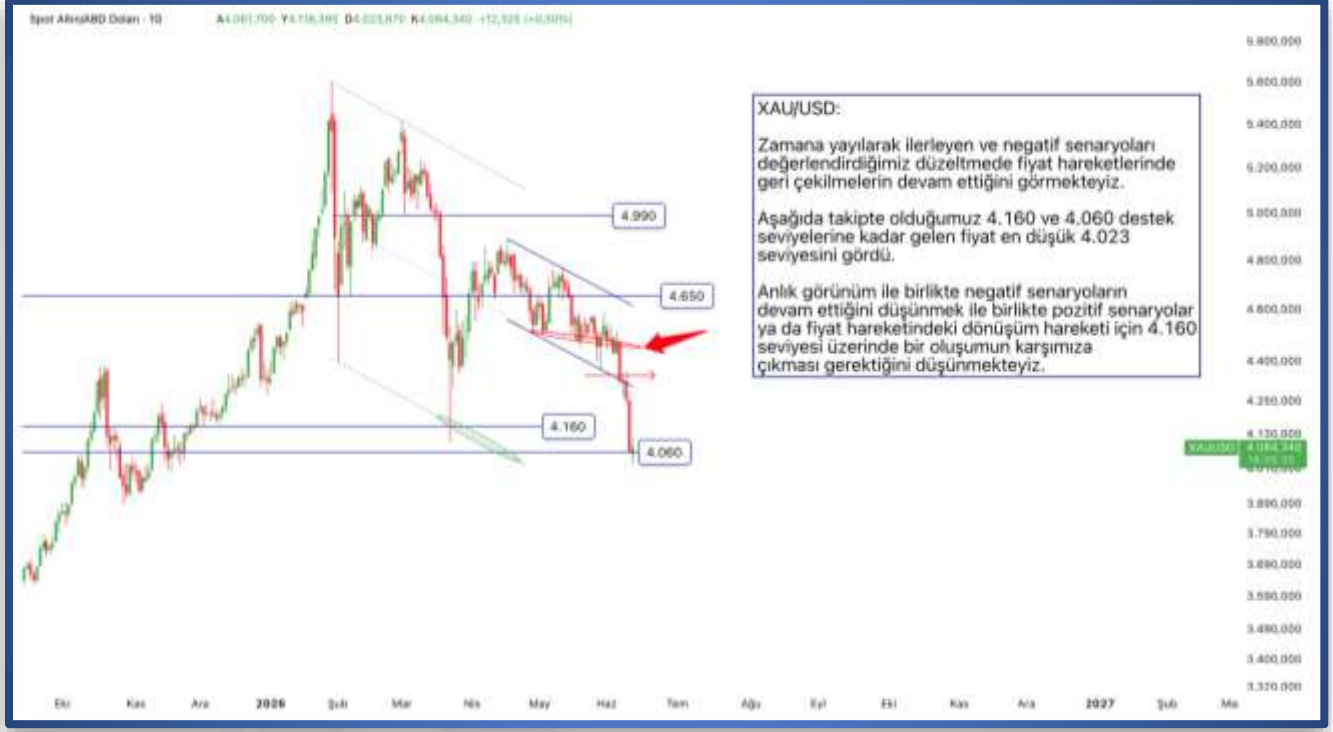 Spot Altın/ABD Doları · 1G
5.800,000
5.600,000
5.400,000
5.200,000
5.000,000
4.800,000
4.600,000
4.400,000
4.250,000
4.130,000
3.890,000
3.790,000
3.690,000
3.590,000
3.490,000
3.400,000
3.320,000
XAU/USD:
Zamana yayılarak ilerleyen ve negatif senaryoları
değerlendirdiğimiz düzeltmede fiyat hareketlerinde
geri çekilmelerin devam ettiğini görmekteyiz.
Aşağıda takipte olduğumuz 4.160 ve 4.060 destek
seviyelerine kadar gelen fiyat en düşük 4.023
seviyesini gördü.
Anlık görünüm ile birlikte negatif senaryoların
devam ettiğini düşünmek ile birlikte pozitif senaryolar
ya da fiyat hareketindeki dönüşüm hareketi için 4.160
seviyesi üzerinde bir oluşumun karşımıza
çıkması gerektiğini düşünmekteyiz.
4.990
4.650
4.160
4.060
XAUUSD 4.084,340
Eki Kas Ara 2026 Şub Mar Nis May Haz Tem Ağu Eyl Eki Kas Ara 2027 Şub Ma